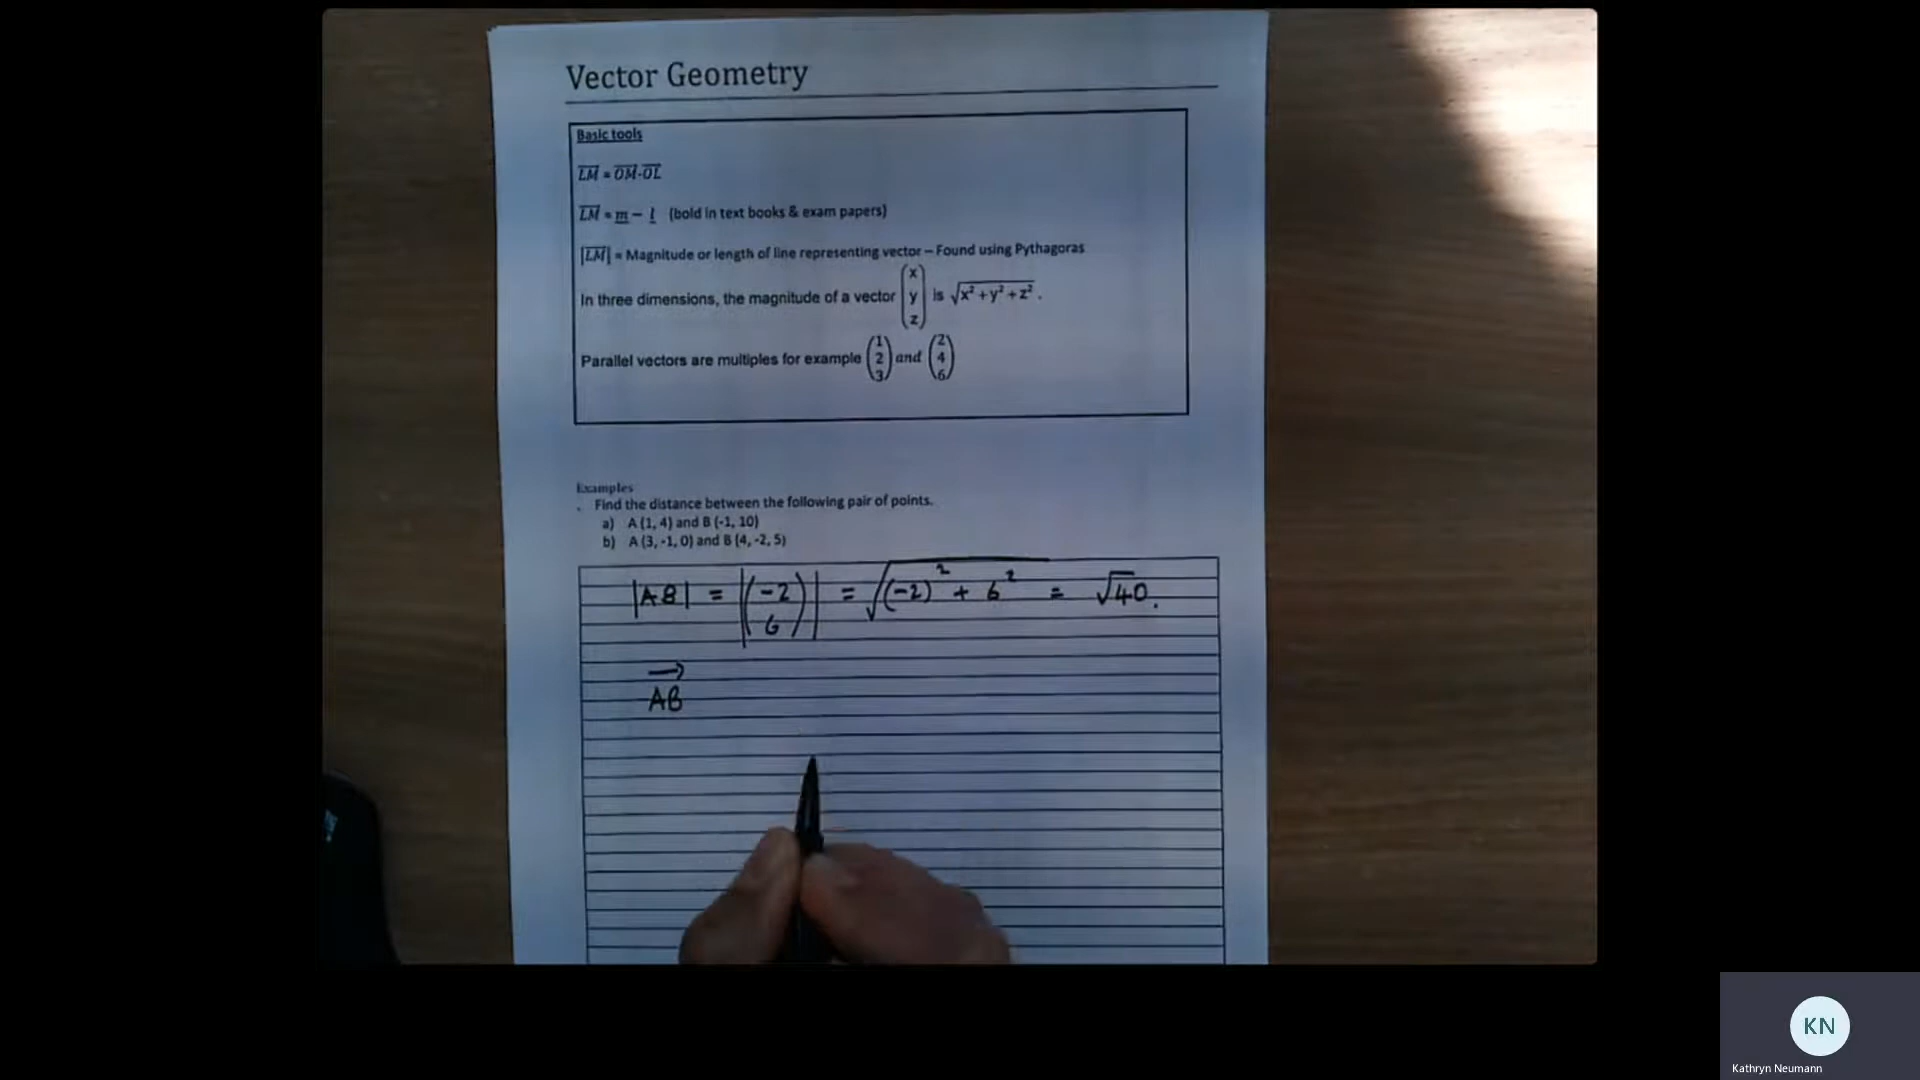 Vector Geometry
Basic tools
LM = OM-OL
LM = m – l (bold in text books & exam papers)
|LM| = Magnitude or length of line representing vector – Found using Pythagoras
In three dimensions, the magnitude of a vector (x y z) is √x² + y² + z² .
Parallel vectors are multiples for example (1 2 3) and (2 4 6)
Examples
. Find the distance between the following pair of points.
a) A (1, 4) and B (-1, 10)
b) A (3, -1, 0) and B (4, -2, 5)
|AB| = |(-2 6)| = √(-2)² + 6² = √40.
AB
KN
Kathryn Neumann